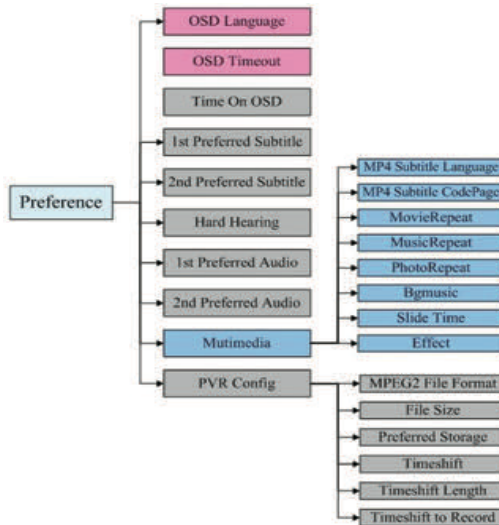 Preference
OSD Language
OSD Timeout
Time On OSD
1st Preferred Subtitle
2nd Preferred Subtitle
Hard Hearing
1st Preferred Audio
2nd Preferred Audio
Mutimedia
PVR Config
MP4 Subtitle Language
MP4 Subtitle CodePage
MovieRepeat
MusicRepeat
PhotoRepeat
Bgmusic
Slide Time
Effect
MPEG2 File Format
File Size
Preferred Storage
Timeshift
Timeshift Length
Timeshift to Record